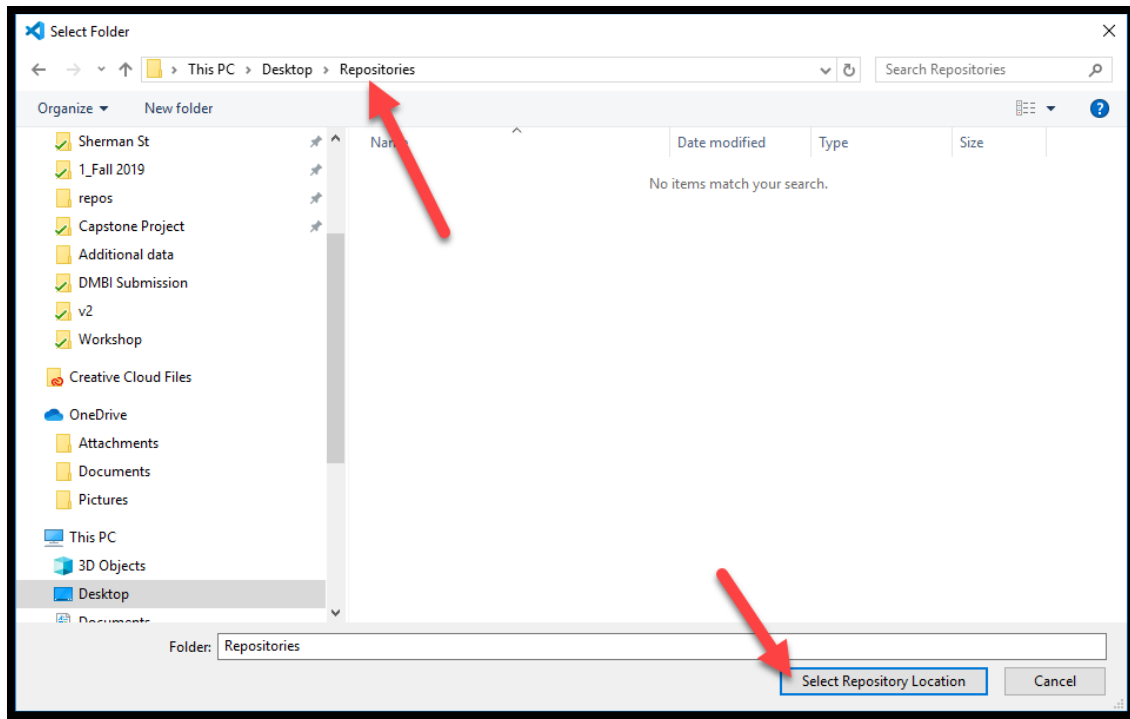 Select Folder
This PC > Desktop > Repositories
Search Repositories
Organize
New folder
Name
Date modified
Type
Size
No items match your search.
Sherman St
1_Fall 2019
repos
Capstone Project
Additional data
DMBI Submission
v2
Workshop
Creative Cloud Files
OneDrive
Attachments
Documents
Pictures
This PC
3D Objects
Desktop
Documents
Folder: Repositories
Select Repository Location
Cancel